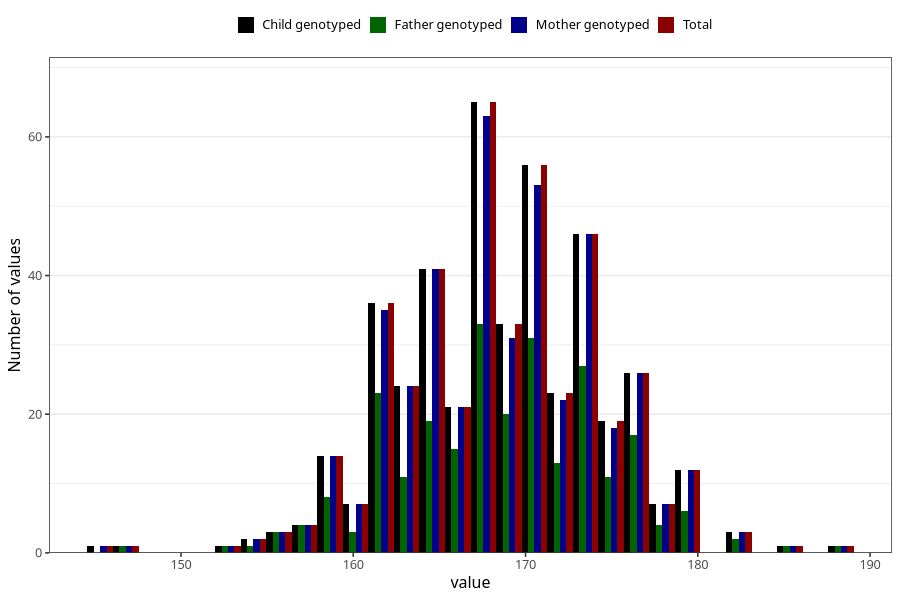 Child genotyped Father genotyped Mother genotyped Total
Number of values
60
40
20
0
150 160 170 180 190
value